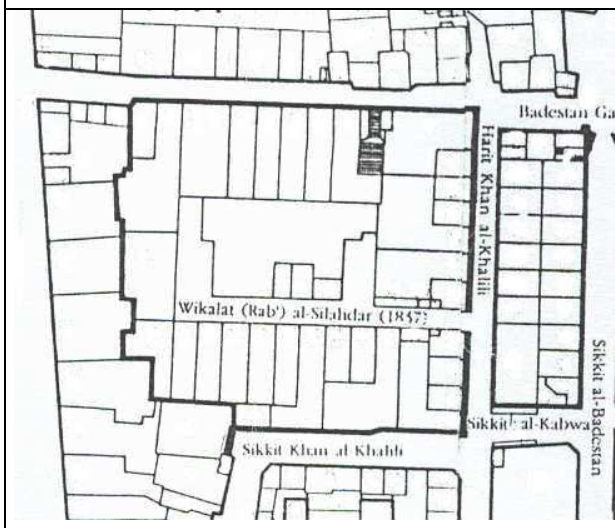 Badestan Ga
Harit Khan al-Khalili
Wikalat (Rab') al-Silahdar (1837)
Sikkit al-Badestan
Sikkit al-Kabwa
Sikkit Khan al-Khalili